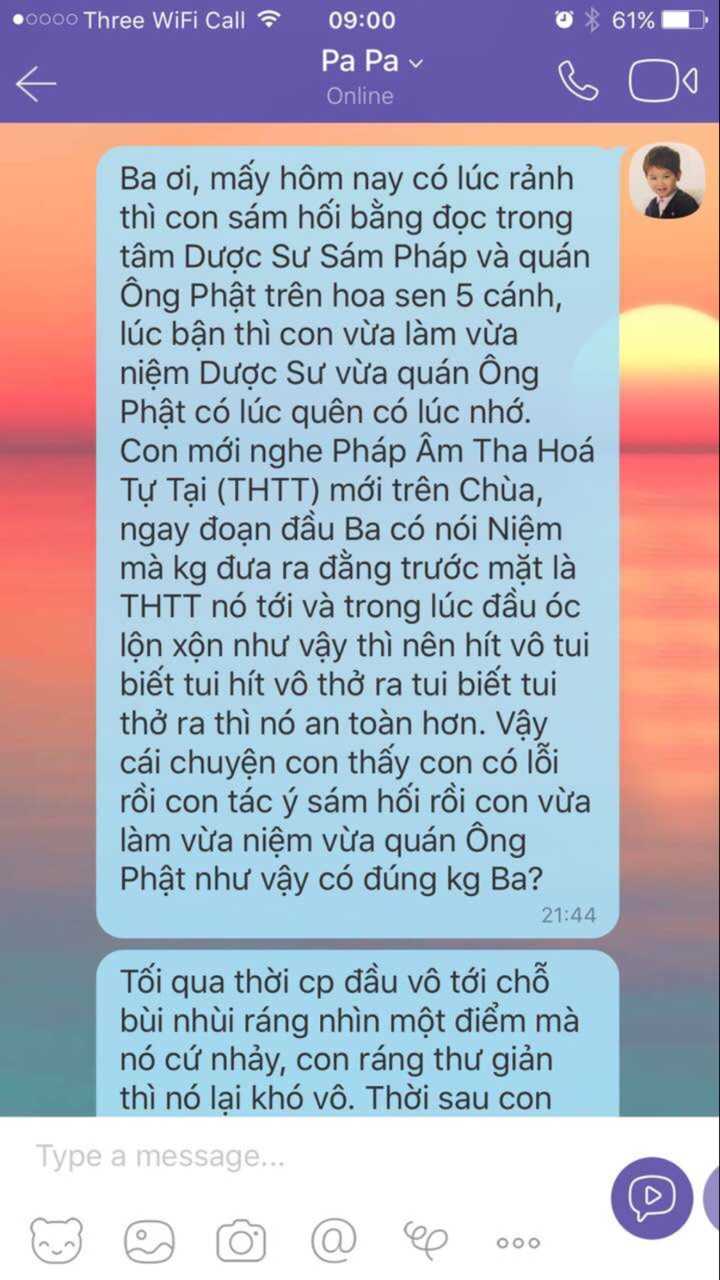 Three WiFi Call 09:00 61%
Pa Pa
Online
Ba ơi, mấy hôm nay có lúc rảnh
thì con sám hối bằng đọc trong
tâm Dược Sư Sám Pháp và quán
Ông Phật trên hoa sen 5 cánh,
lúc bận thì con vừa làm vừa
niệm Dược Sư vừa quán Ông
Phật có lúc quên có lúc nhớ.
Con mới nghe Pháp Âm Tha Hoá
Tự Tại (THTT) mới trên Chùa,
ngay đoạn đầu Ba có nói Niệm
mà kg đưa ra đằng trước mặt là
THTT nó tới và trong lúc đầu óc
lộn xộn như vậy thì nên hít vô tui
biết tui hít vô thở ra tui biết tui
thở ra thì nó an toàn hơn. Vậy
cái chuyện con thấy con có lỗi
rồi con tác ý sám hối rồi con vừa
làm vừa niệm vừa quán Ông
Phật như vậy có đúng kg Ba?
21:44
Tối qua thời cp đầu vô tới chỗ
bùi nhùi ráng nhìn một điểm mà
nó cứ nhảy, con ráng thư giản
thì nó lại khó vô. Thời sau con
Type a message...